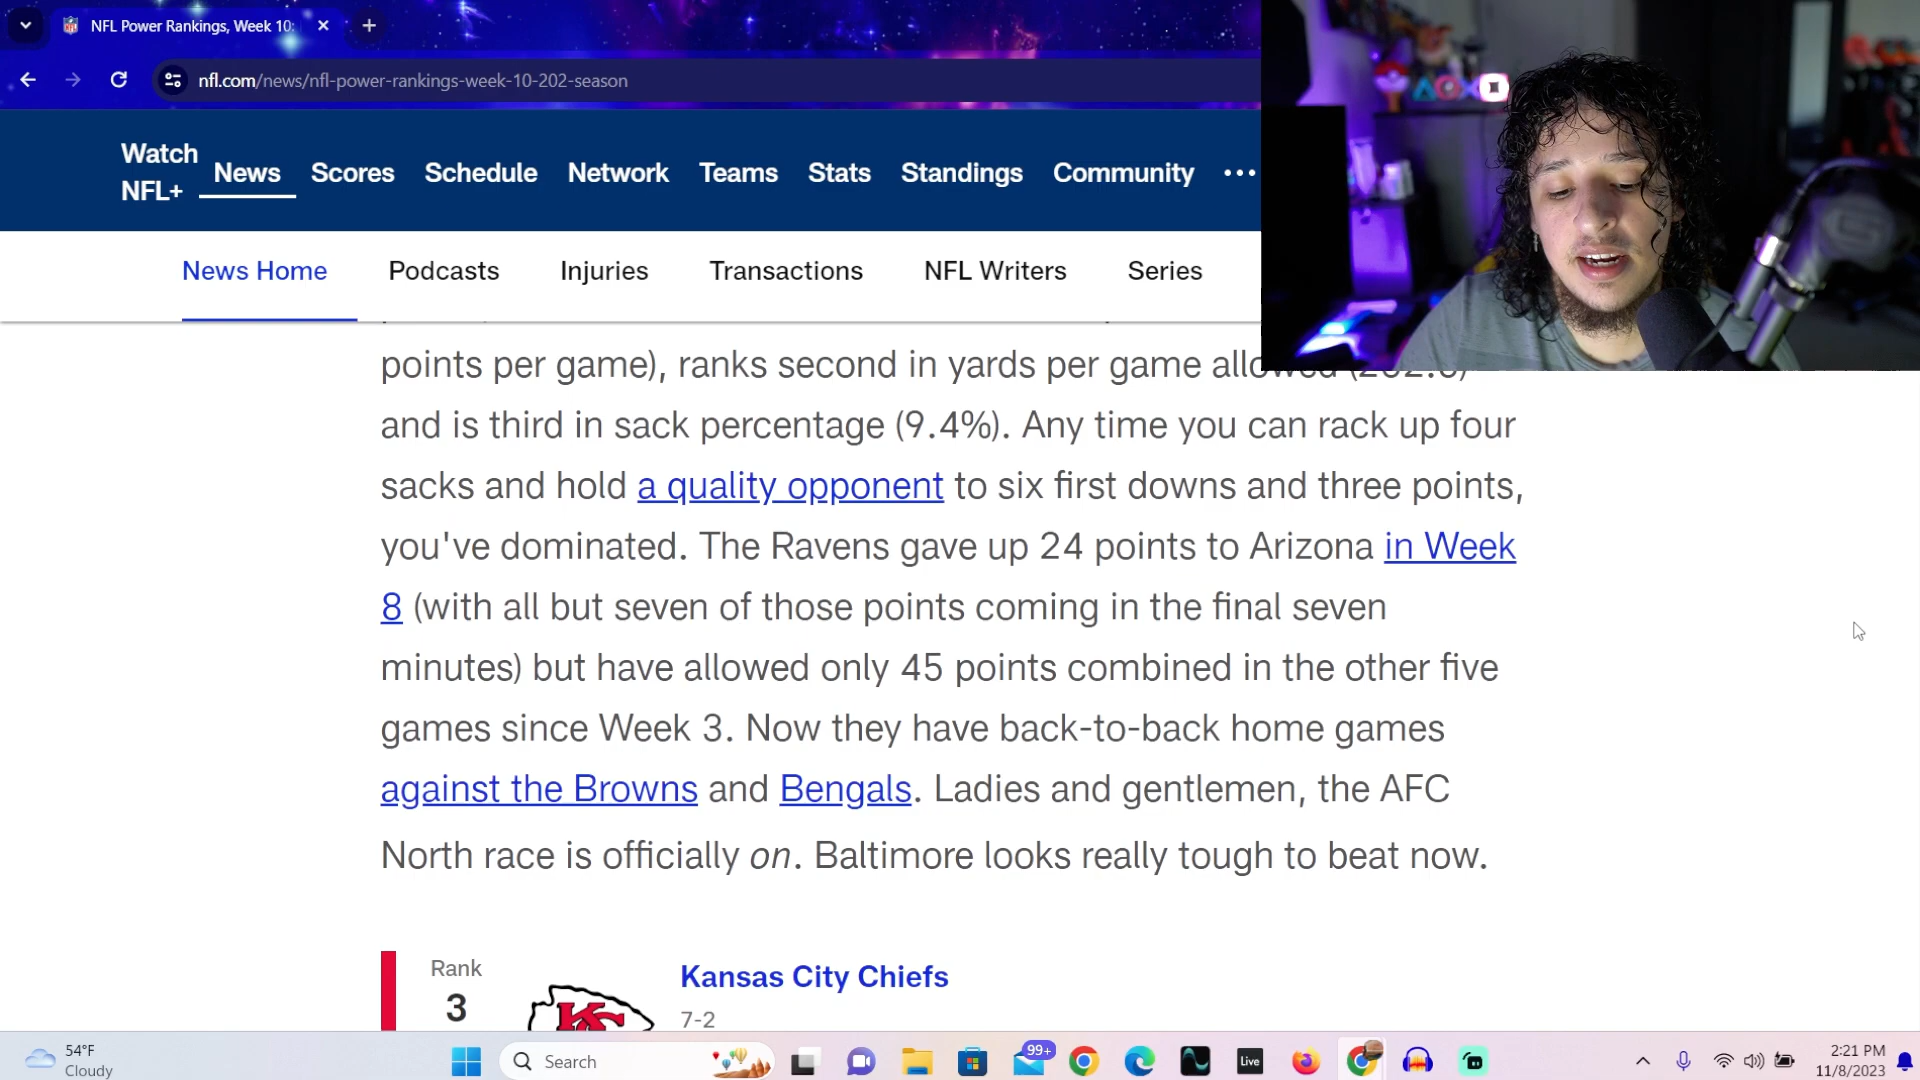 NFL Power Rankings, Week 10:
nfl.com/news/nfl-power-rankings-week-10-202-season
Watch NFL+
News Scores Schedule Network Teams Stats Standings Community
News Home Podcasts Injuries Transactions NFL Writers Series
points per game), ranks second in yards per game allowed
and is third in sack percentage (9.4%). Any time you can rack up four
sacks and hold a quality opponent to six first downs and three points,
you've dominated. The Ravens gave up 24 points to Arizona in Week
8 (with all but seven of those points coming in the final seven
minutes) but have allowed only 45 points combined in the other five
games since Week 3. Now they have back-to-back home games
against the Browns and Bengals. Ladies and gentlemen, the AFC
North race is officially on. Baltimore looks really tough to beat now.
Rank
3
KC
Kansas City Chiefs
7-2
54°F
Cloudy
Search
99+
Live
2:21 PM
11/8/2023